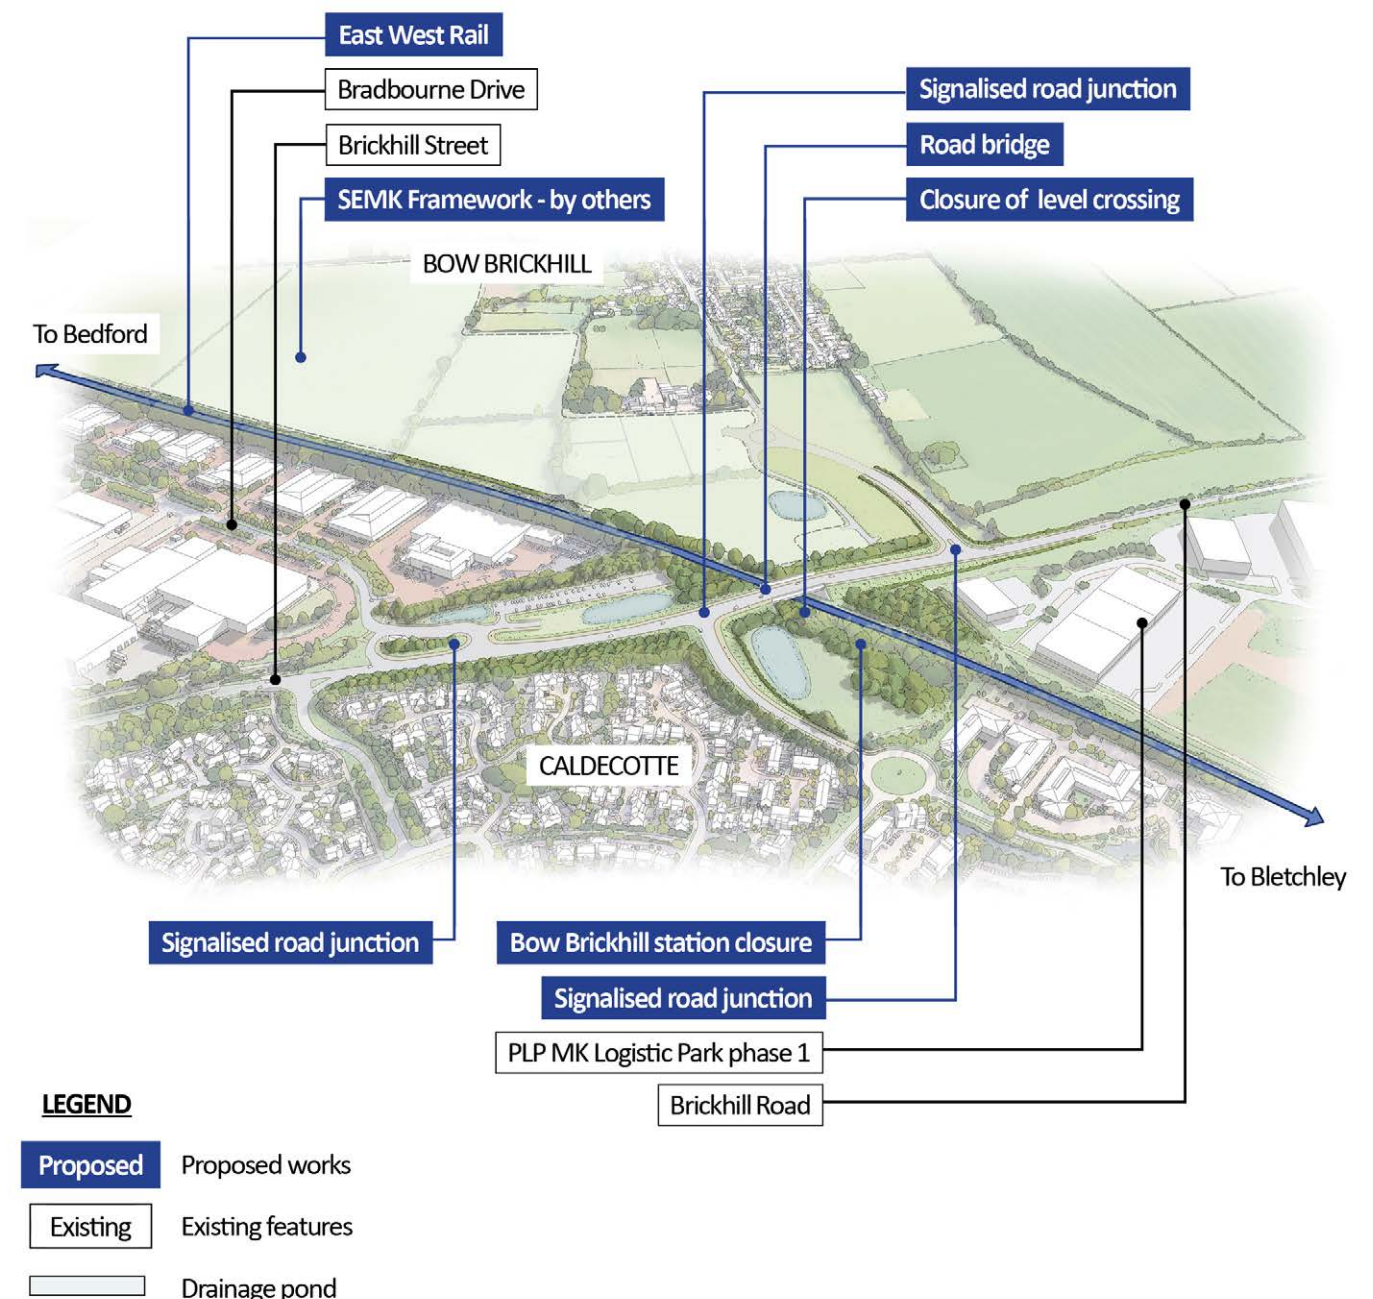 East West Rail
Bradbourne Drive
Brickhill Street
SEMK Framework - by others
Signalised road junction
Road bridge
Closure of level crossing
BOW BRICKHILL
To Bedford
CALDECOTTE
To Bletchley
Signalised road junction
Bow Brickhill station closure
Signalised road junction
PLP MK Logistic Park phase 1
Brickhill Road
LEGEND
Proposed Proposed works
Existing Existing features
Drainage pond